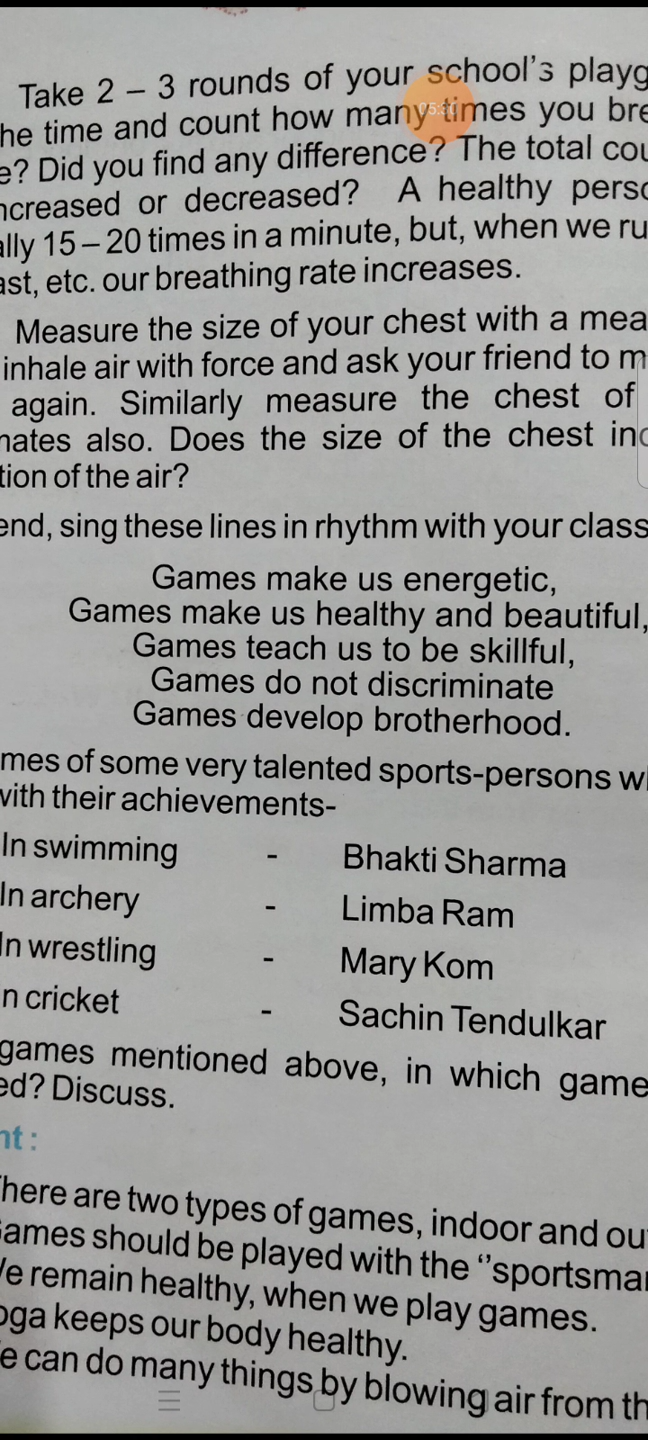 Take 2 – 3 rounds of your school's playg
he time and count how many times you bre
e? Did you find any difference? The total cou
ncreased or decreased? A healthy perso
ally 15 – 20 times in a minute, but, when we ru
ast, etc. our breathing rate increases.
Measure the size of your chest with a mea
inhale air with force and ask your friend to m
again. Similarly measure the chest of
nates also. Does the size of the chest inc
tion of the air?
end, sing these lines in rhythm with your class
Games make us energetic,
Games make us healthy and beautiful,
Games teach us to be skillful,
Games do not discriminate
Games develop brotherhood.
mes of some very talented sports-persons wh
with their achievements-
In swimming - Bhakti Sharma
In archery - Limba Ram
In wrestling - Mary Kom
n cricket - Sachin Tendulkar
games mentioned above, in which game
ed? Discuss.
nt :
There are two types of games, indoor and ou
Games should be played with the ‘’sportsman
We remain healthy, when we play games.
oga keeps our body healthy.
e can do many things by blowing air from th